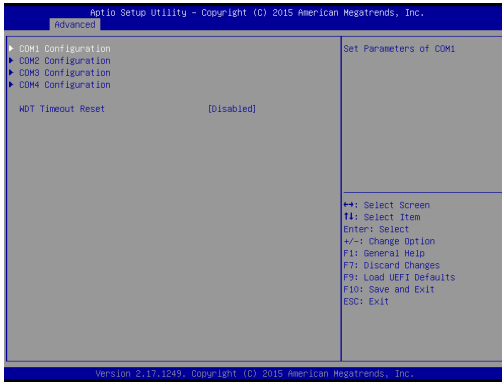 Aptio Setup Utility – Copyright (C) 2015 American Megatrends, Inc.
Advanced
▶ COM1 Configuration
▶ COM2 Configuration
▶ COM3 Configuration
▶ COM4 Configuration
WDT Timeout Reset [Disabled]
Set Parameters of COM1
↔: Select Screen
↑↓: Select Item
Enter: Select
+/-: Change Option
F1: General Help
F7: Discard Changes
F9: Load UEFI Defaults
F10: Save and Exit
ESC: Exit
Version 2.17.1249. Copyright (C) 2015 American Megatrends, Inc.